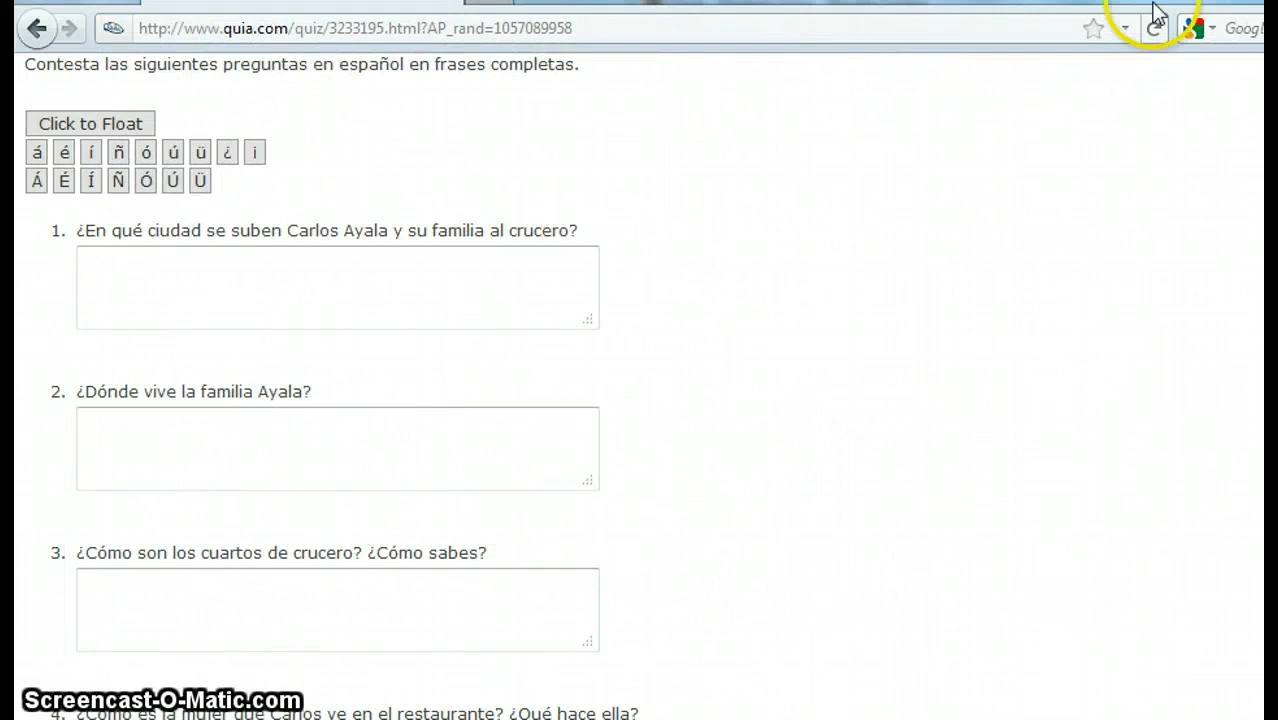 http://www.quia.com/quiz/3233195.html?AP_rand=1057089958
Contesta las siguientes preguntas en español en frases completas.
Click to Float
á é í ñ ó ú ü ¿ ¡
Á É Í Ñ Ó Ú Ü
1. ¿En qué ciudad se suben Carlos Ayala y su familia al crucero?
2. ¿Dónde vive la familia Ayala?
3. ¿Cómo son los cuartos de crucero? ¿Cómo sabes?
4. ¿Cómo es la mujer que Carlos ve en el restaurante? ¿Qué hace ella?
Screencast-O-Matic.com